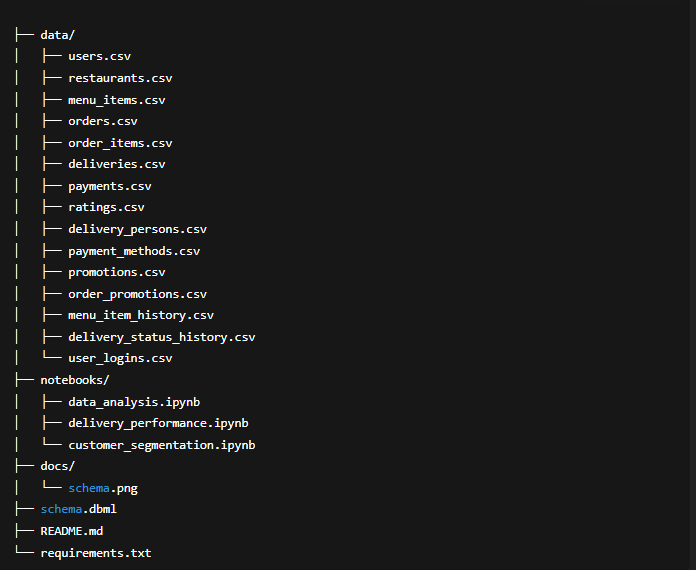 ├── data/
│   ├── users.csv
│   ├── restaurants.csv
│   ├── menu_items.csv
│   ├── orders.csv
│   ├── order_items.csv
│   ├── deliveries.csv
│   ├── payments.csv
│   ├── ratings.csv
│   ├── delivery_persons.csv
│   ├── payment_methods.csv
│   ├── promotions.csv
│   ├── order_promotions.csv
│   ├── menu_item_history.csv
│   ├── delivery_status_history.csv
│   └── user_logins.csv
├── notebooks/
│   ├── data_analysis.ipynb
│   ├── delivery_performance.ipynb
│   └── customer_segmentation.ipynb
├── docs/
│   └── schema.png
├── schema.dbml
├── README.md
└── requirements.txt